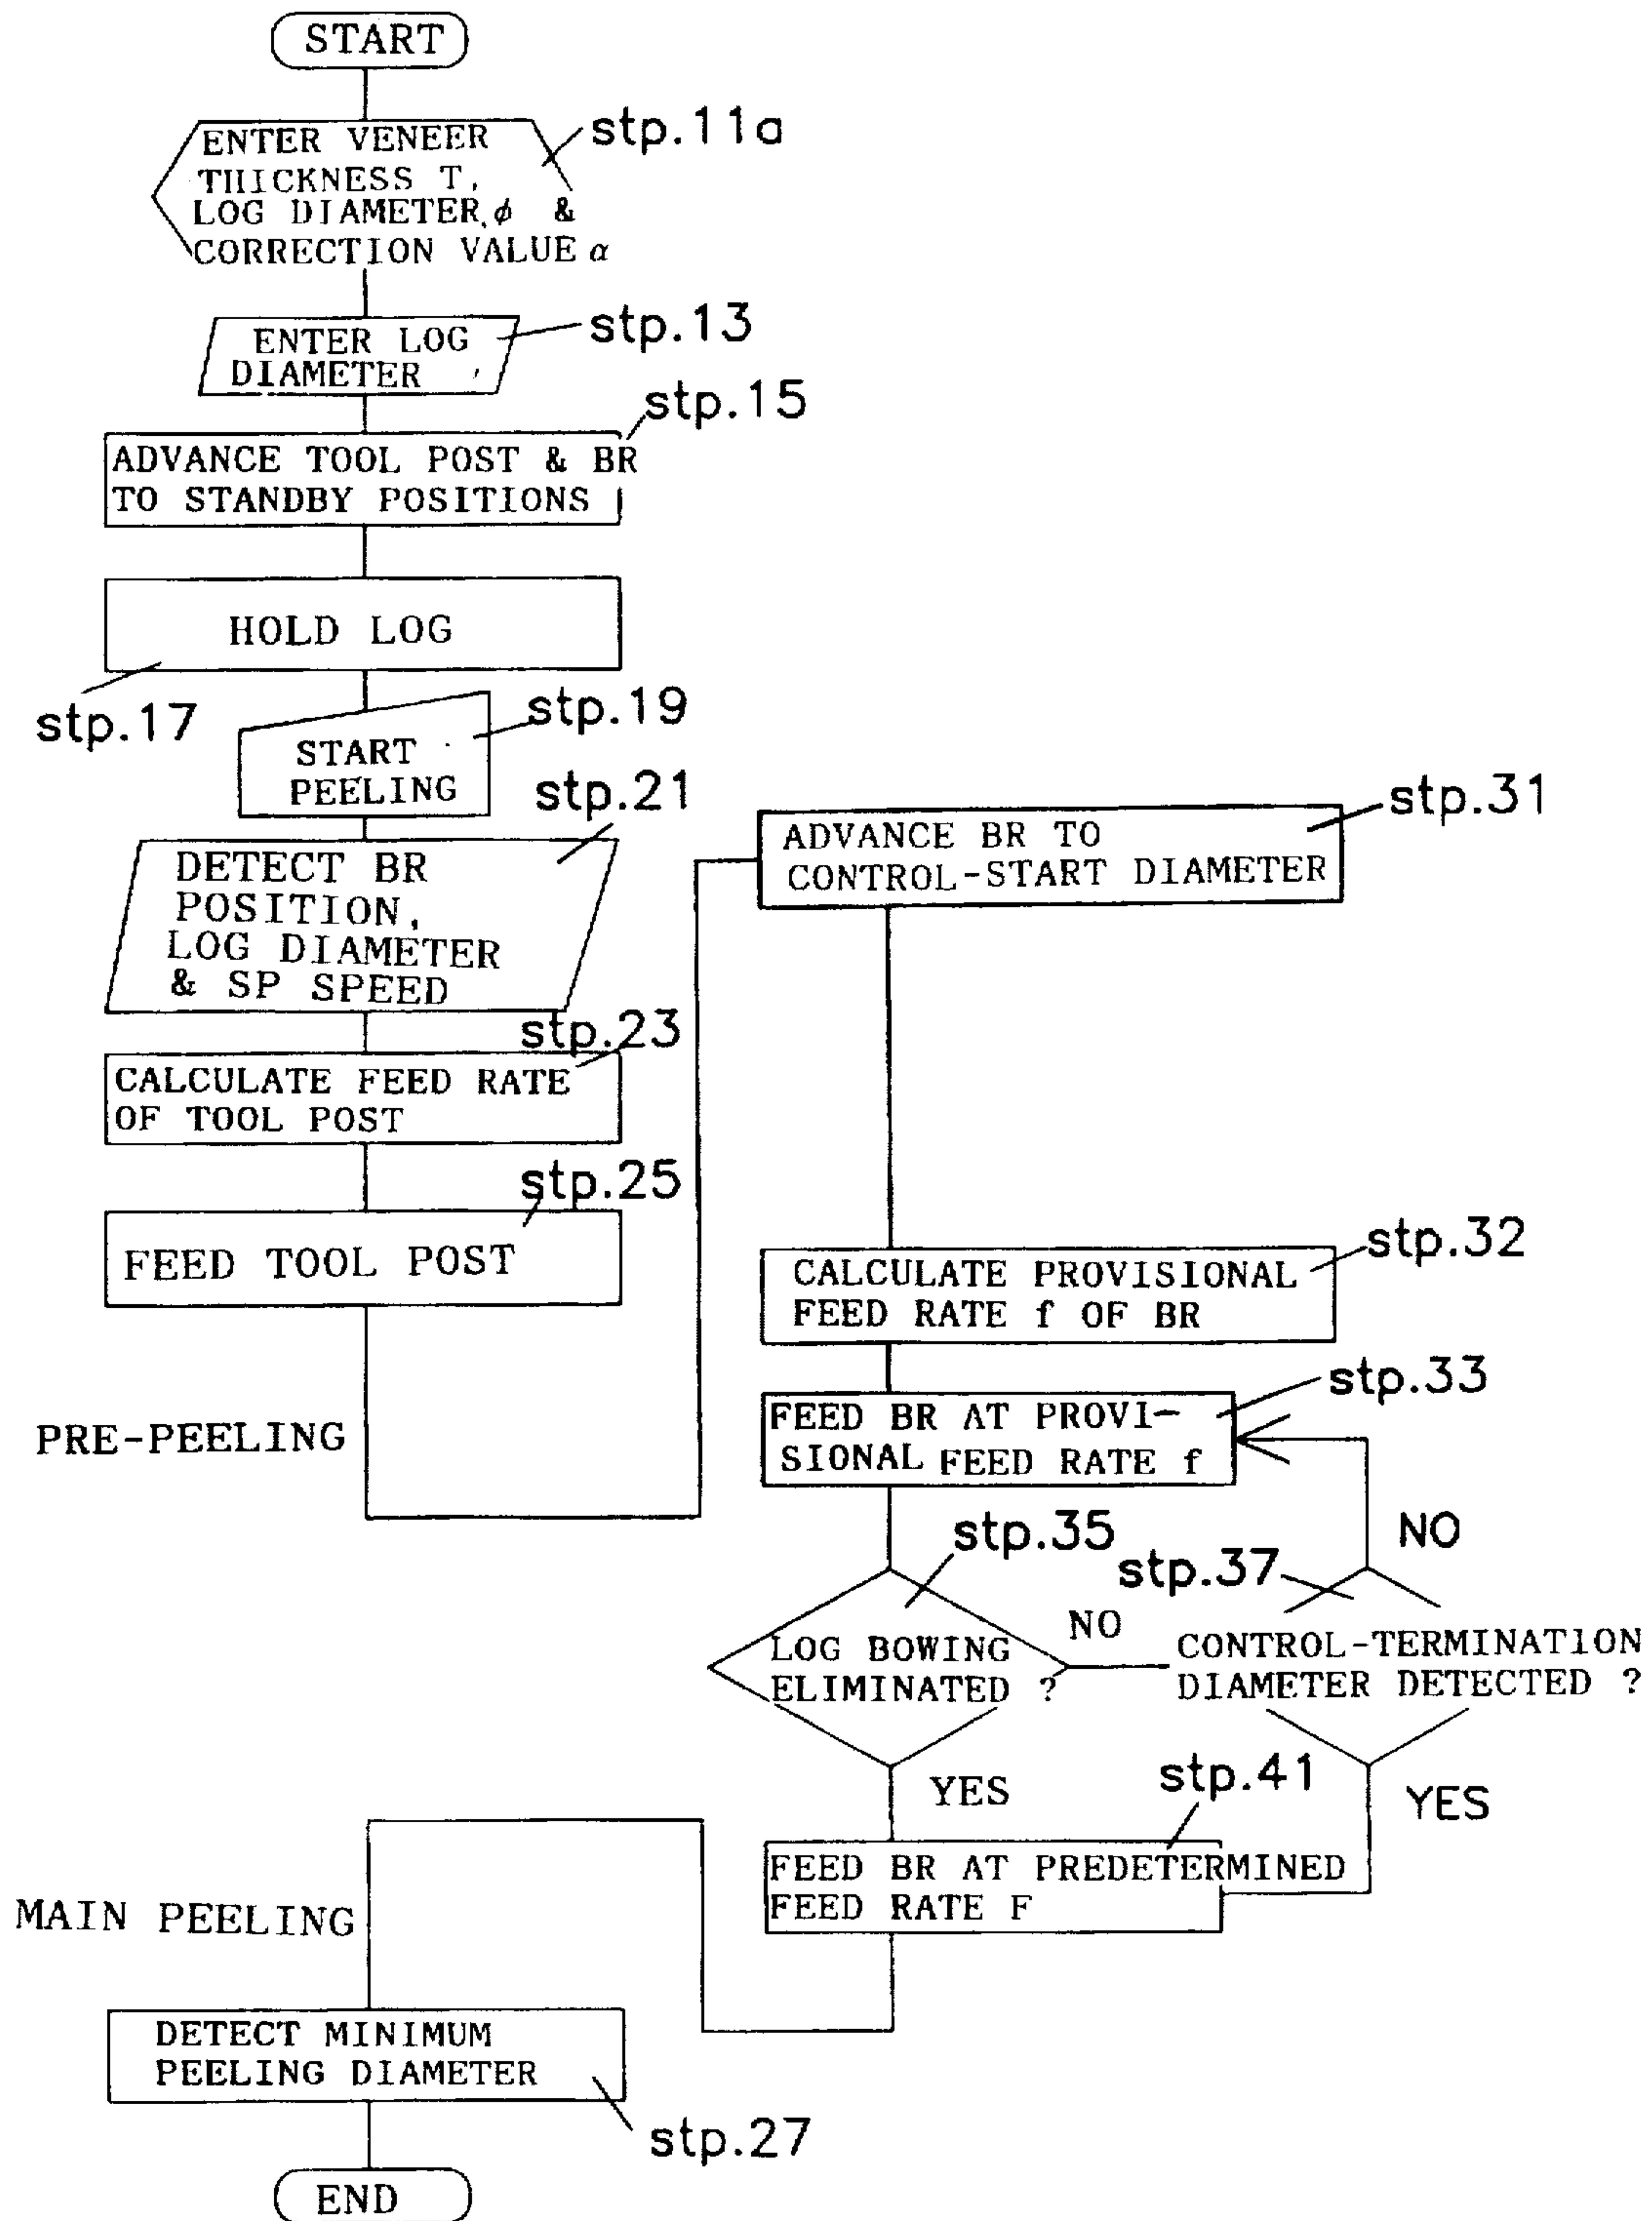 START
ENTER VENEER
THICKNESS T,
LOG DIAMETER, φ &
CORRECTION VALUE α
stp.11a
ENTER LOG
DIAMETER
stp.13
stp.15
ADVANCE TOOL POST & BR
TO STANDBY POSITIONS
HOLD LOG
stp.17
stp.19
START
PEELING
stp.21
DETECT BR
POSITION,
LOG DIAMETER
& SP SPEED
stp.23
CALCULATE FEED RATE
OF TOOL POST
stp.25
FEED TOOL POST
PRE-PEELING
stp.31
ADVANCE BR TO
CONTROL-START DIAMETER
stp.32
CALCULATE PROVISIONAL
FEED RATE f OF BR
stp.33
FEED BR AT PROVI-
SIONAL FEED RATE f
stp.35
LOG BOWING
ELIMINATED ?
NO
stp.37
NO
CONTROL-TERMINATION
DIAMETER DETECTED ?
YES
YES
stp.41
FEED BR AT PREDETERMINED
FEED RATE F
MAIN PEELING
DETECT MINIMUM
PEELING DIAMETER
stp.27
END